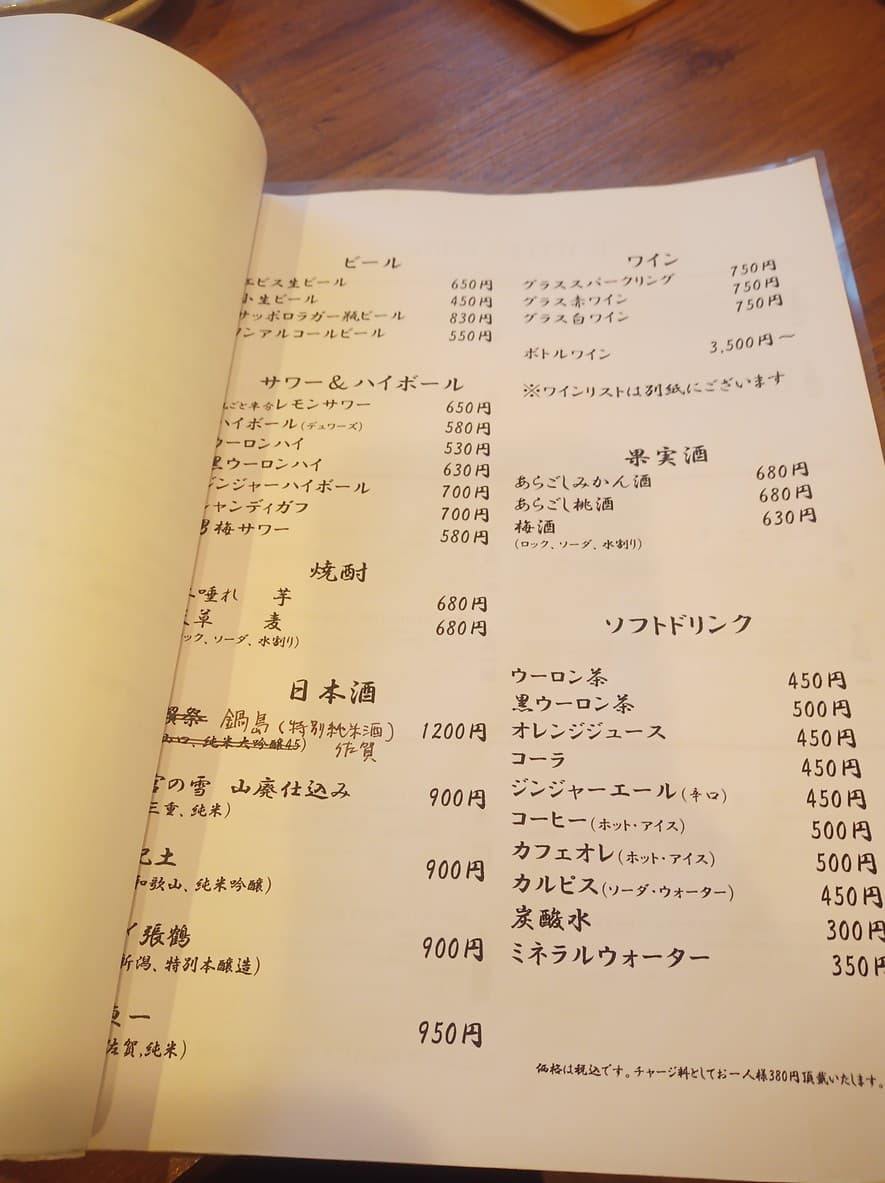 ビール
エビス生ビール 650円
小生ビール 450円
サッポロラガー瓶ビール 830円
ノンアルコールビール 550円
サワー&ハイボール
ごとレモンサワー 650円
ハイボール(デュワーズ) 580円
ウーロンハイ 530円
黒ウーロンハイ 630円
ジンジャーハイボール 700円
シャンディガフ 700円
男梅サワー 580円
焼酎
唾れ 芋 680円
草 麦 680円
ック、ソーダ、水割り)
日本酒
獺祭 鍋島(特別純米酒) 1200円
口、純米大吟醸45) 佐賀
宮の雪 山廃仕込み 900円
三重、純米)
紀土 900円
和歌山、純米吟醸)
張鶴 900円
新潟、特別本醸造)
東一 950円
佐賀,純米)
ワイン
グラススパークリング 750円
グラス赤ワイン 750円
グラス白ワイン 750円
ボトルワイン 3,500円~
※ワインリストは別紙にございます
果実酒
あらごしみかん酒 680円
あらごし桃酒 680円
梅酒 630円
(ロック、ソーダ、水割り)
ソフトドリンク
ウーロン茶 450円
黒ウーロン茶 500円
オレンジジュース 450円
コーラ 450円
ジンジャーエール(辛口) 450円
コーヒー(ホット・アイス) 500円
カフェオレ(ホット・アイス) 500円
カルピス(ソーダ・ウォーター) 450円
炭酸水 300円
ミネラルウォーター 350円
価格は税込です。チャージ料としてお一人様380円頂戴いたします。